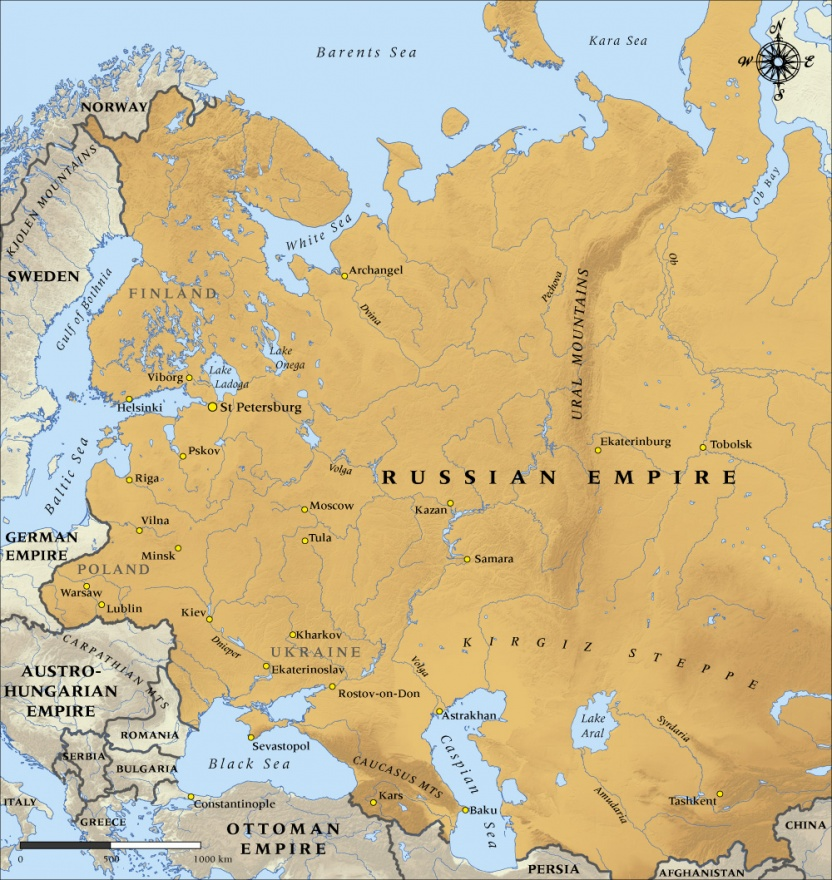 Barents Sea
Kara Sea
N
W
E
S
NORWAY
KJOLEN MOUNTAINS
Ob Bay
White Sea
SWEDEN
Archangel
Ob
Gulf of Bothnia
FINLAND
Dvina
Pechova
URAL MOUNTAINS
Lake
Onega
Viborg
Lake
Ladoga
Helsinki
St Petersburg
Baltic Sea
Pskov
Ekaterinburg
Tobolsk
Volga
RUSSIAN EMPIRE
Riga
Moscow
Kazan
Vilna
GERMAN
EMPIRE
Minsk
Tula
Samara
POLAND
Warsaw
Lublin
Kiev
Kharkov
KIRGIZ STEPPE
CARPATHIAN MTS
Dnieper
UKRAINE
Volga
AUSTRO-
HUNGARIAN
EMPIRE
Ekaterinoslav
Rostov-on-Don
Astrakhan
Lake
Aral
Syrdaria
ROMANIA
Sevastopol
SERBIA
BULGARIA
Black Sea
CAUCASUS MTS
Caspian Sea
ITALY
Constantinople
Kars
Baku
Amudaria
Tashkent
GREECE
OTTOMAN
EMPIRE
CHINA
0
500
1000 km
PERSIA
AFGHANISTAN